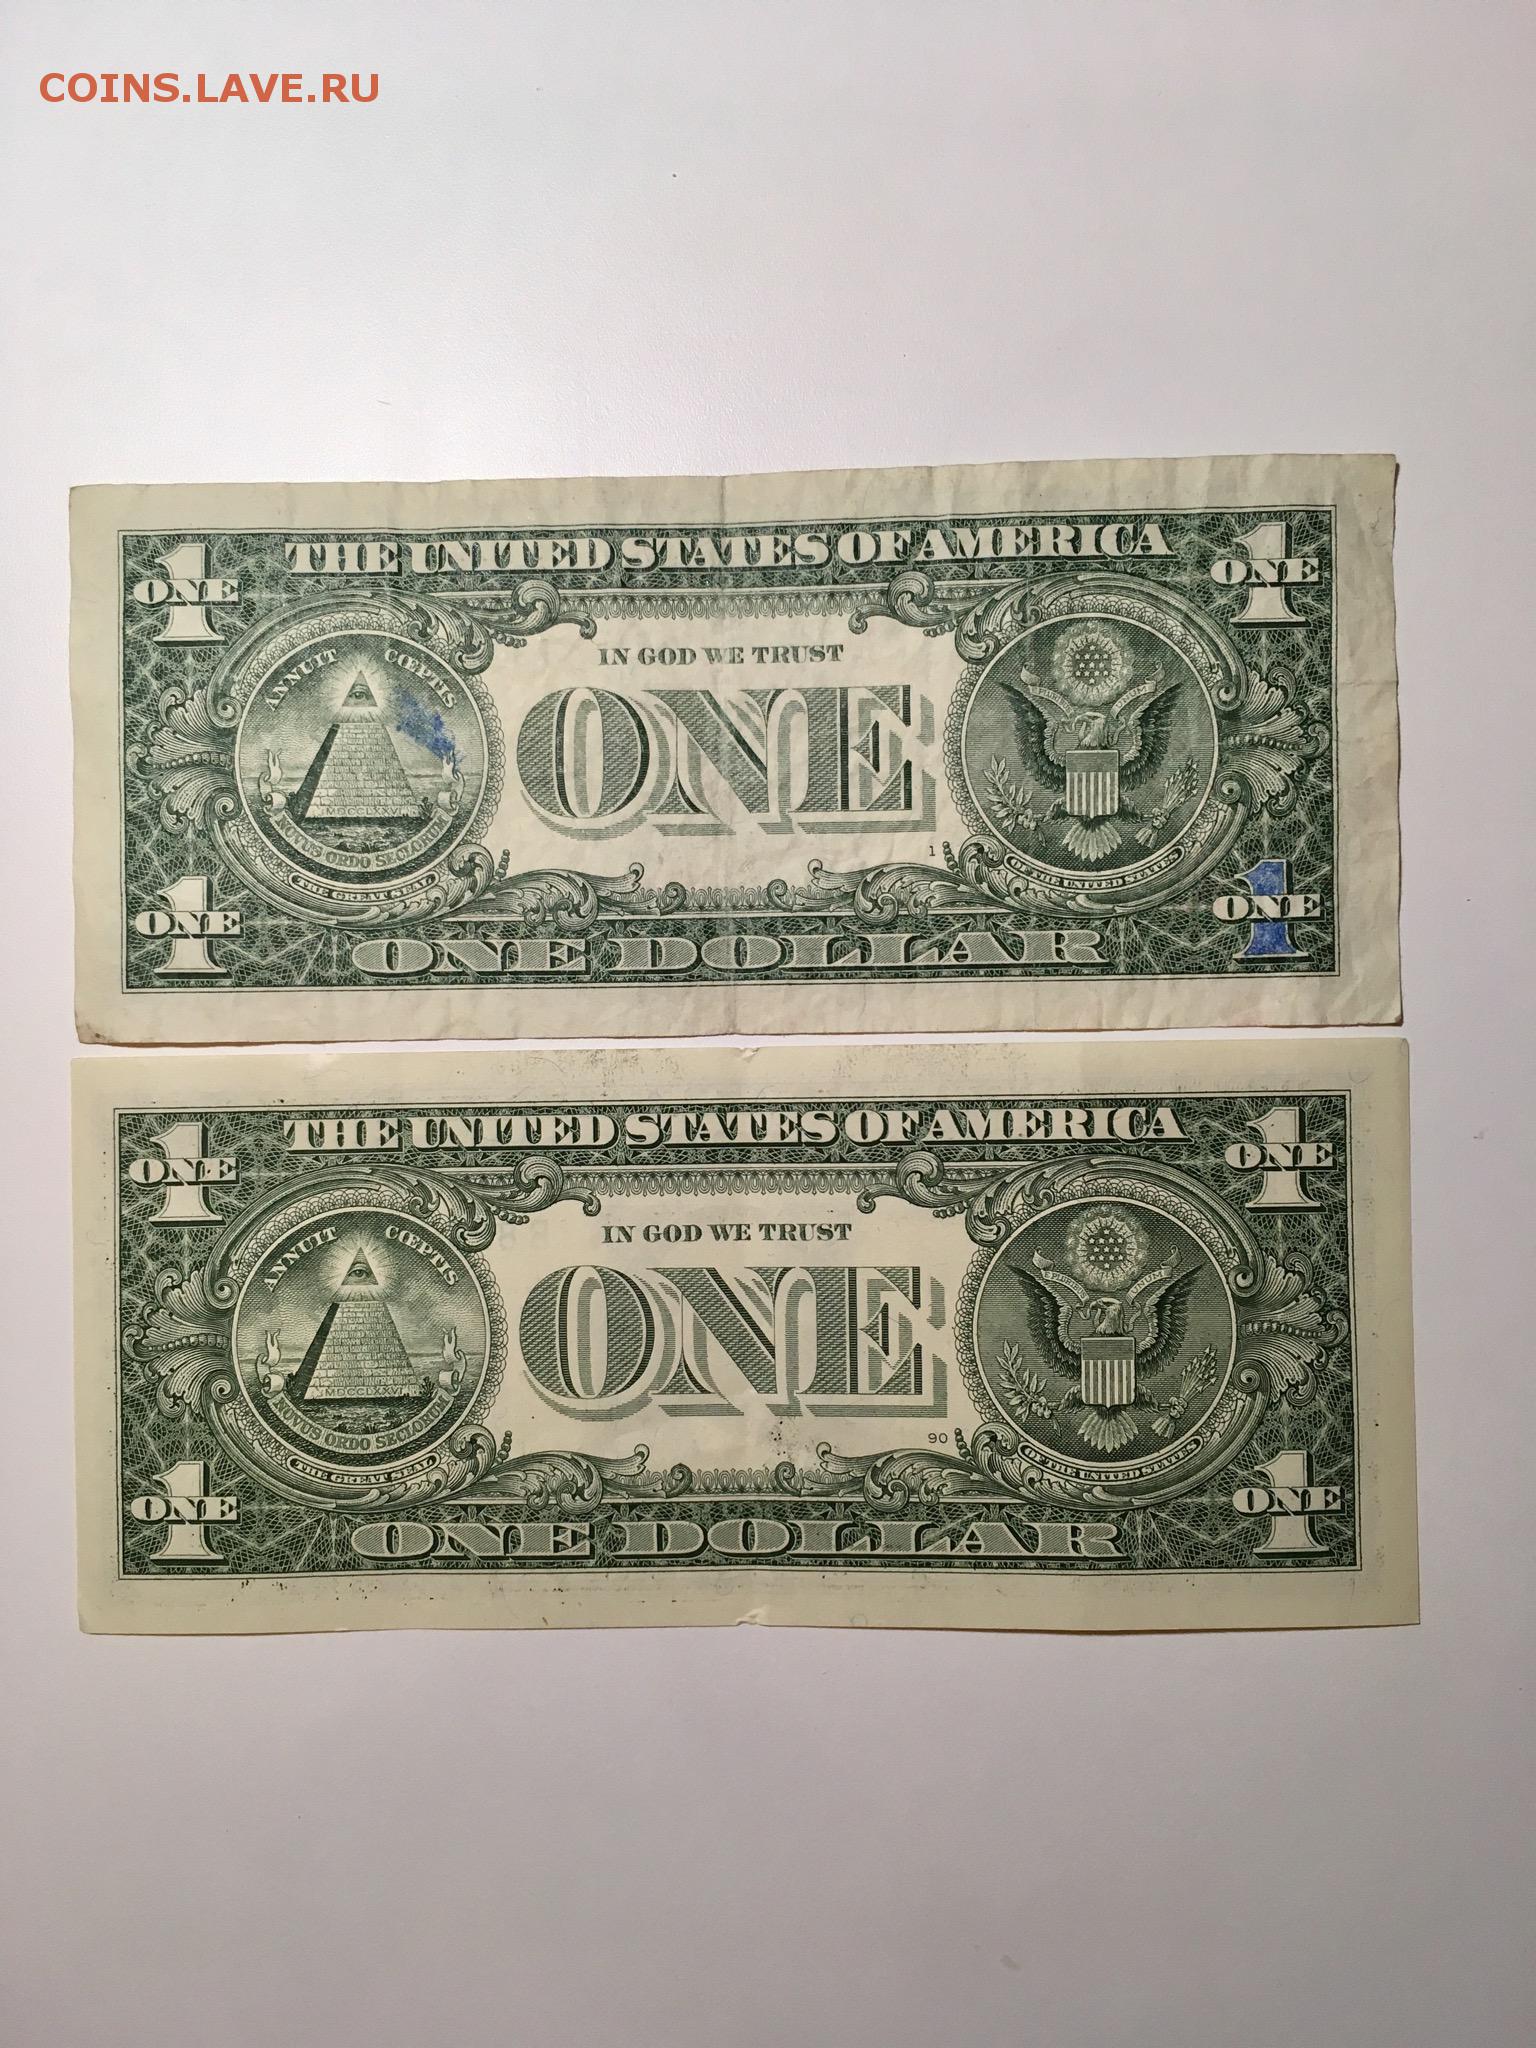 COINS.LAVE.RU
THE UNITED STATES OF AMERICA
1 ONE
1 ONE
ANNUIT CŒPTIS
IN GOD WE TRUST
ONE
MDCCL
NOVUS ORDO SECLORUM
THE GREAT SEAL
1
OF THE UNITED STATES
1 ONE
1 ONE
ONE DOLLAR
THE UNITED STATES OF AMERICA
1 ONE
1 ONE
ANNUIT CŒPTIS
IN GOD WE TRUST
ONE
MDCCLXXVI
NOVUS ORDO SECLORUM
THE GREAT SEAL
90
OF THE UNITED STATES
1 ONE
1 ONE
ONE DOLLAR